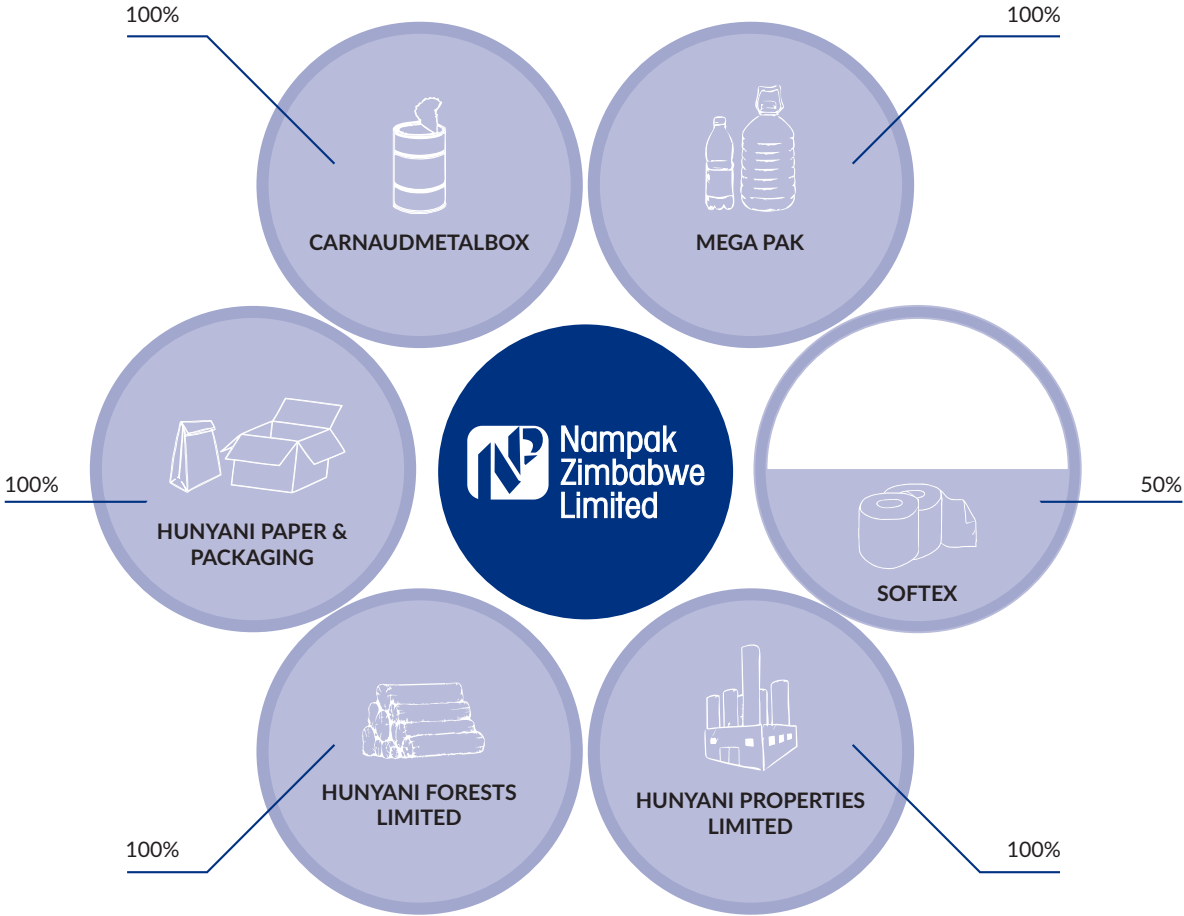 100%
100%
CARNAUDMETALBOX
MEGA PAK
Nampak
Zimbabwe
Limited
100%
HUNYANI PAPER &
PACKAGING
50%
SOFTEX
HUNYANI FORESTS
LIMITED
HUNYANI PROPERTIES
LIMITED
100%
100%